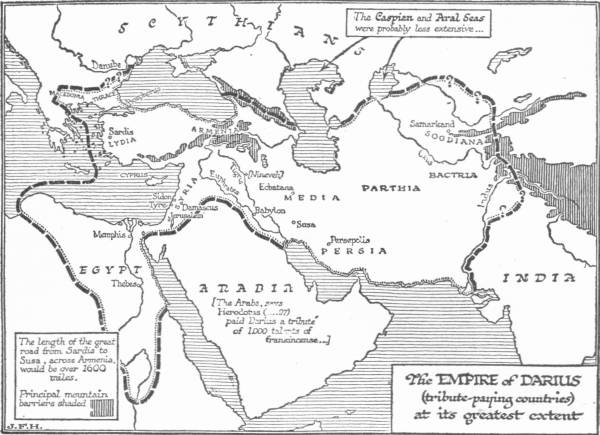 The Caspian and Aral Seas
were probably less extensive...
SCYTHIANS
Danube
MACEDONIA
THRACE
Sardis
LYDIA
ARMENIA
Samarkand
SOGDIANA
BACTRIA
CYPRUS
SYRIA
Sidon
Tyre
Damascus
Jerusalem
[Nineveh]
Euphrates
Ecbatana
MEDIA
PARTHIA
Babylon
Susa
Persepolis
PERSIA
Indus
INDIA
Memphis
EGYPT
Thebes
ARABIA
[The Arabs, says
Herodotus
paid Darius a tribute
of 1,000 talents of
frankincense...]
The length of the great
road from Sardis to
Susa, across Armenia,
would be over 1600
miles.
Principal mountain
barriers shaded
J.F.H.
The EMPIRE of DARIUS
(tribute-paying countries)
at its greatest extent